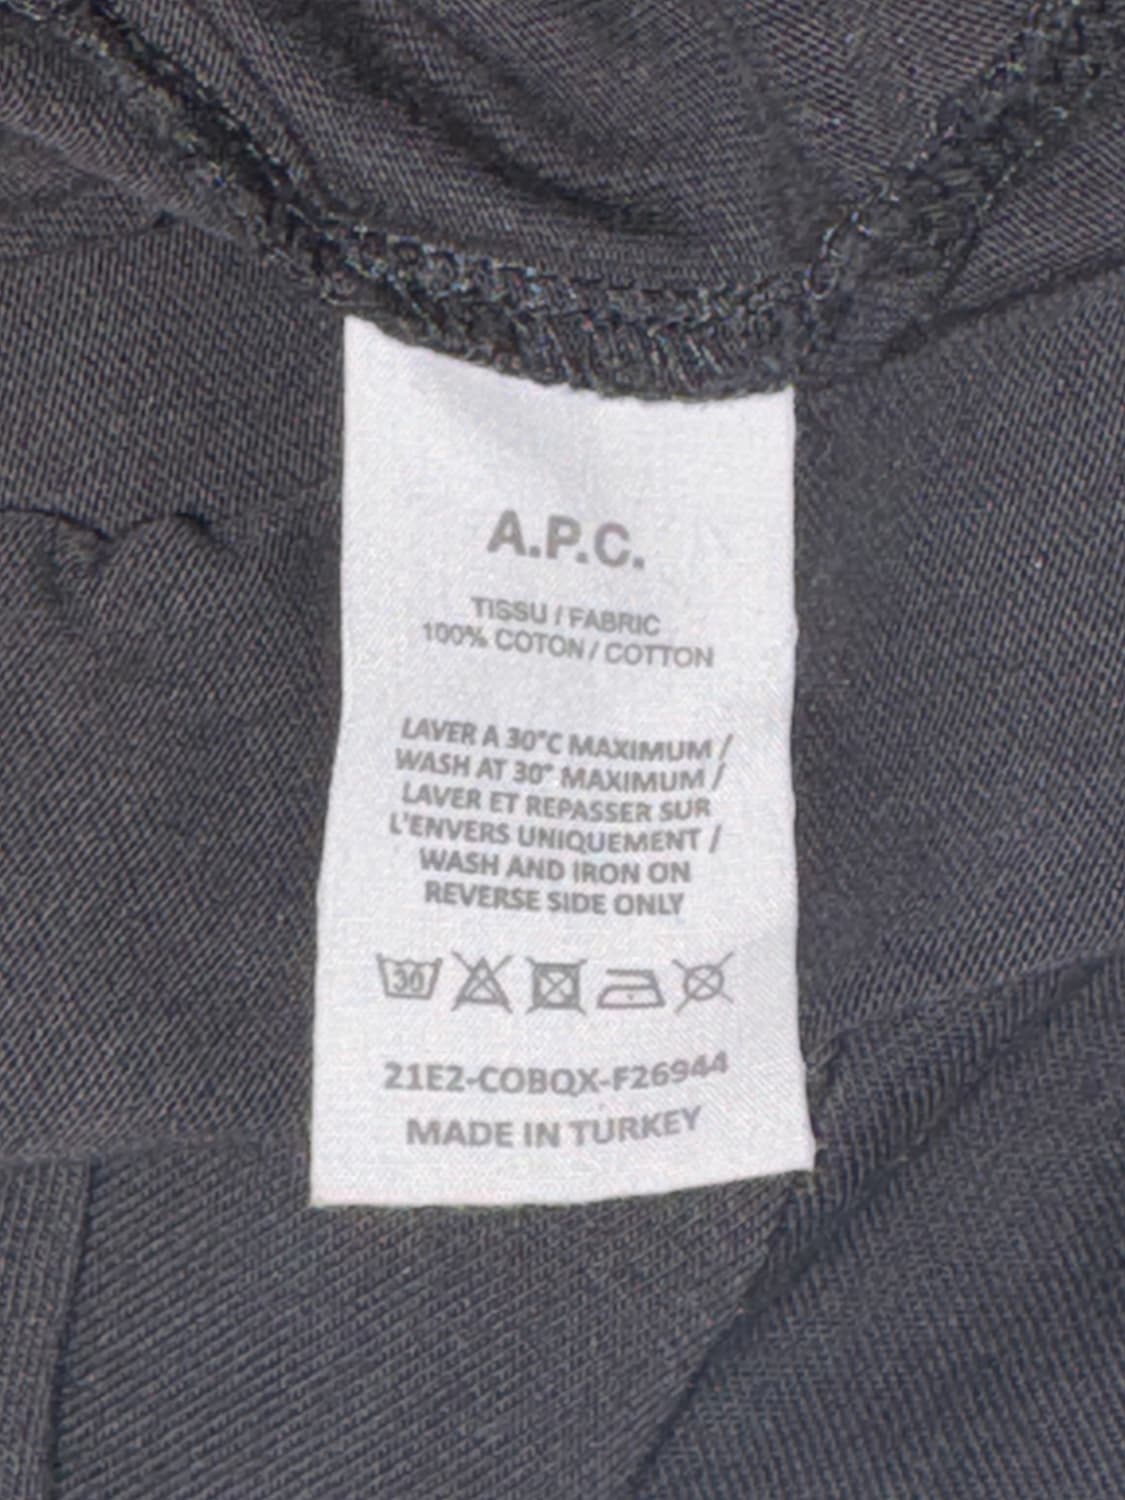 A.P.C.
TISSU / FABRIC
100% COTON / COTTON
LAVER A 30°C MAXIMUM /
WASH AT 30° MAXIMUM /
LAVER ET REPASSER SUR
L'ENVERS UNIQUEMENT /
WASH AND IRON ON
REVERSE SIDE ONLY
30
21E2-COBQX-F26944
MADE IN TURKEY